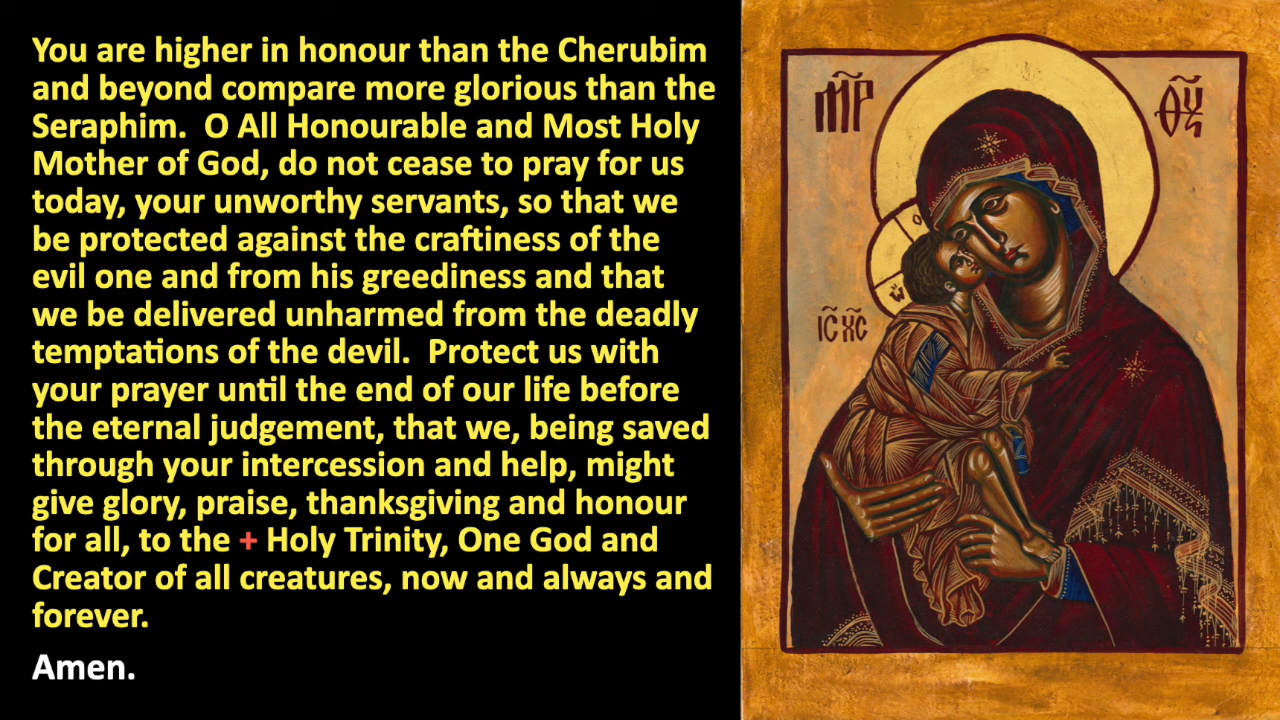 You are higher in honour than the Cherubim
and beyond compare more glorious than the
Seraphim.  O All Honourable and Most Holy
Mother of God, do not cease to pray for us
today, your unworthy servants, so that we
be protected against the craftiness of the
evil one and from his greediness and that
we be delivered unharmed from the deadly
temptations of the devil.  Protect us with
your prayer until the end of our life before
the eternal judgement, that we, being saved
through your intercession and help, might
give glory, praise, thanksgiving and honour
for all, to the + Holy Trinity, One God and
Creator of all creatures, now and always and
forever.
Amen.
М҃Р Ѳ҃Ꙋ
О
Ѡ
І҃С Х҃С